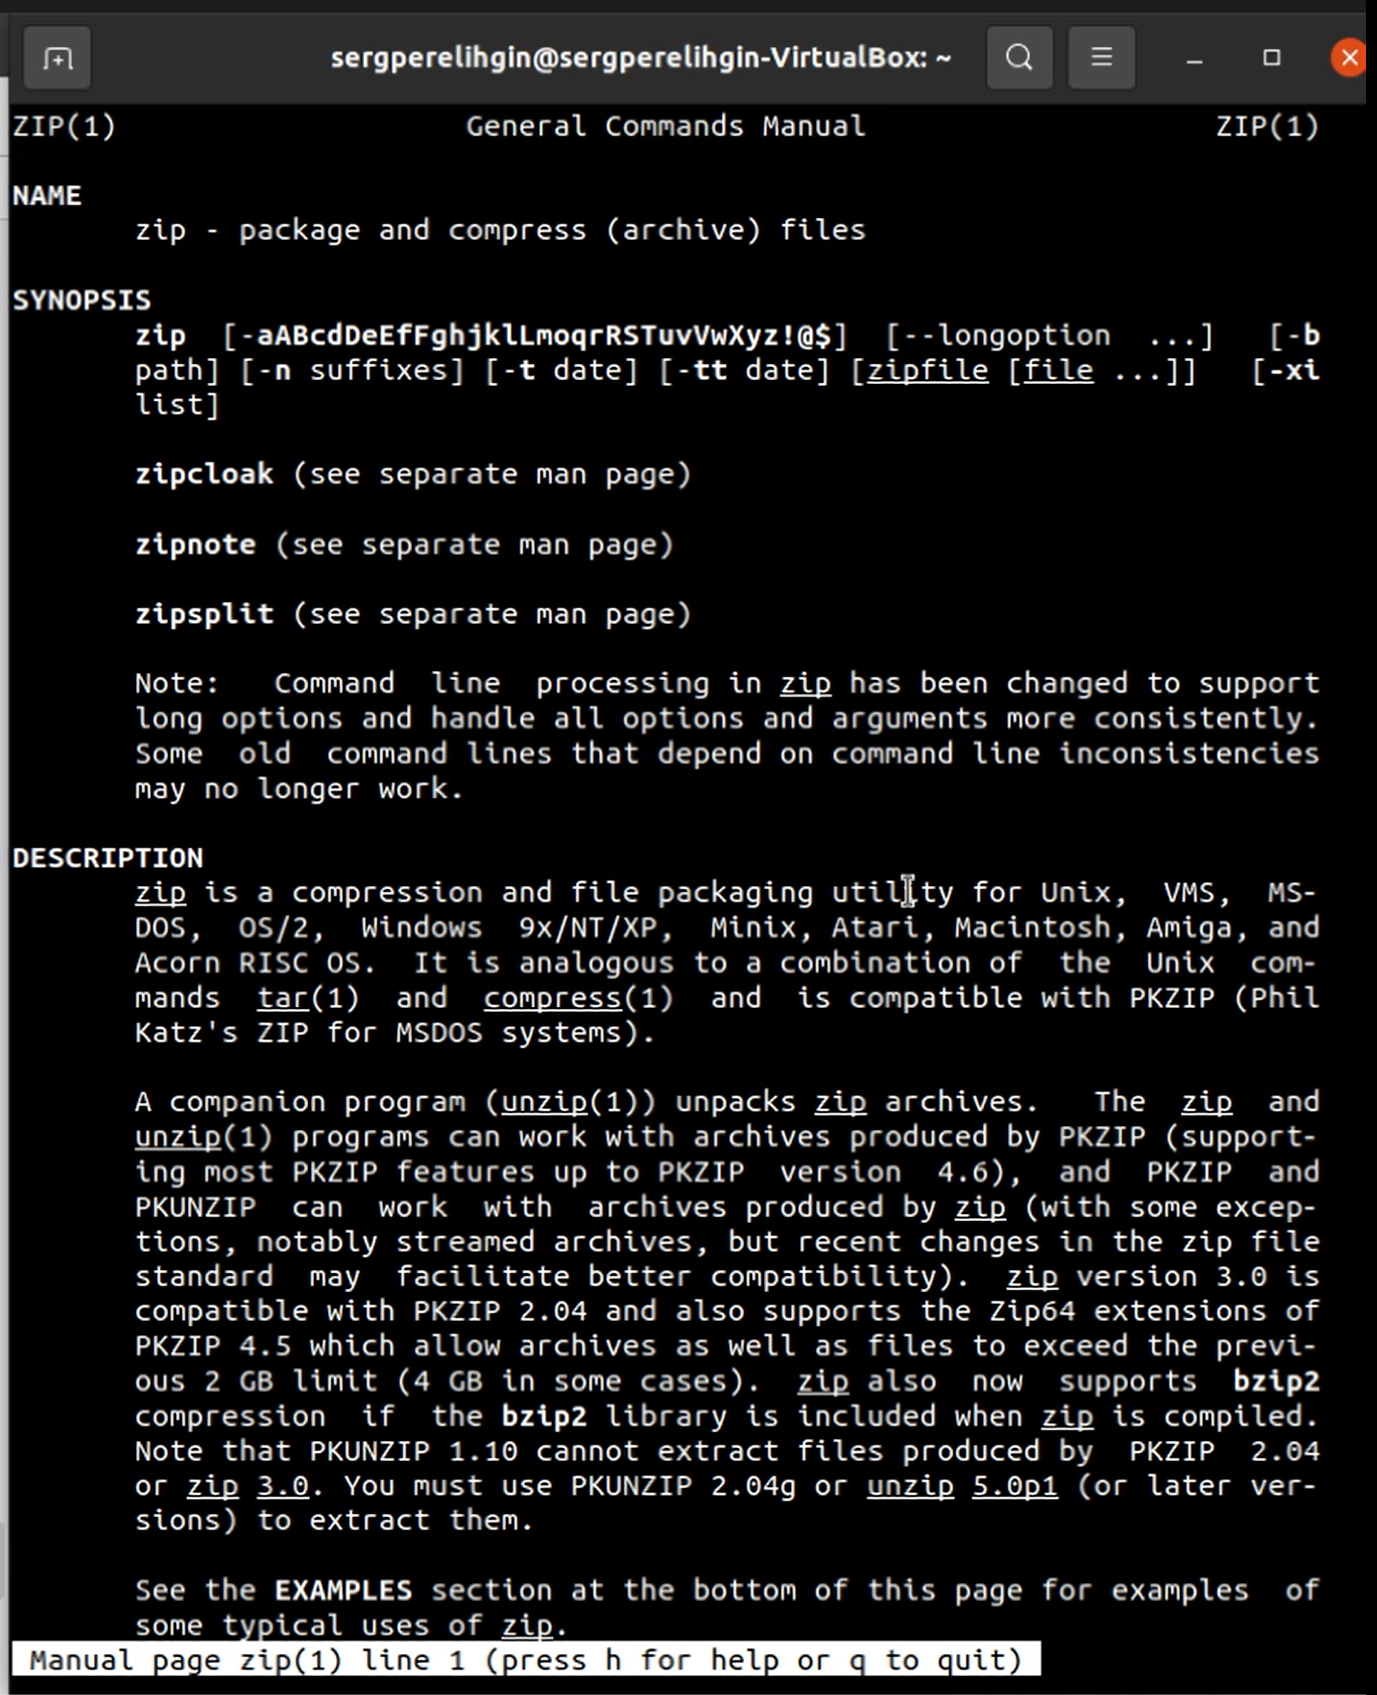 sergperelihgin@sergperelihgin-VirtualBox: ~
ZIP(1) General Commands Manual ZIP(1)
NAME
zip - package and compress (archive) files
SYNOPSIS
zip [-aABcdDeEfFghjklLmoqrRSTuvVwXyz!@$] [--longoption ...] [-b
path] [-n suffixes] [-t date] [-tt date] [zipfile [file ...]] [-xi
list]
zipcloak (see separate man page)
zipnote (see separate man page)
zipsplit (see separate man page)
Note: Command line processing in zip has been changed to support
long options and handle all options and arguments more consistently.
Some old command lines that depend on command line inconsistencies
may no longer work.
DESCRIPTION
zip is a compression and file packaging utility for Unix, VMS, MS-
DOS, OS/2, Windows 9x/NT/XP, Minix, Atari, Macintosh, Amiga, and
Acorn RISC OS. It is analogous to a combination of the Unix com-
mands tar(1) and compress(1) and is compatible with PKZIP (Phil
Katz's ZIP for MSDOS systems).
A companion program (unzip(1)) unpacks zip archives. The zip and
unzip(1) programs can work with archives produced by PKZIP (support-
ing most PKZIP features up to PKZIP version 4.6), and PKZIP and
PKUNZIP can work with archives produced by zip (with some excep-
tions, notably streamed archives, but recent changes in the zip file
standard may facilitate better compatibility). zip version 3.0 is
compatible with PKZIP 2.04 and also supports the Zip64 extensions of
PKZIP 4.5 which allow archives as well as files to exceed the previ-
ous 2 GB limit (4 GB in some cases). zip also now supports bzip2
compression if the bzip2 library is included when zip is compiled.
Note that PKUNZIP 1.10 cannot extract files produced by PKZIP 2.04
or zip 3.0. You must use PKUNZIP 2.04g or unzip 5.0p1 (or later ver-
sions) to extract them.
See the EXAMPLES section at the bottom of this page for examples of
some typical uses of zip.
Manual page zip(1) line 1 (press h for help or q to quit)